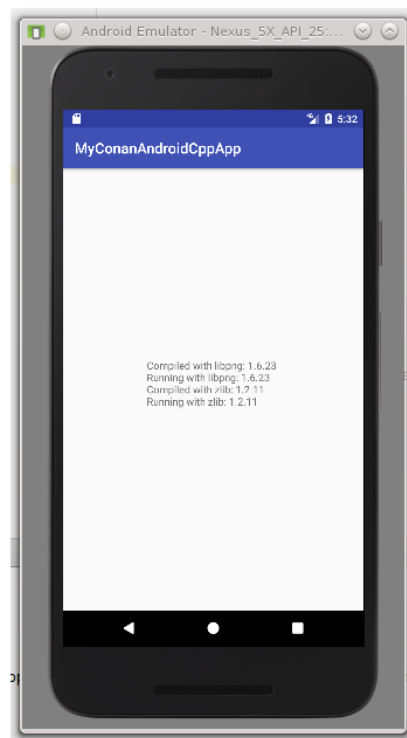 Android Emulator - Nexus_5X_API_25:...
5:32
MyConanAndroidCppApp
Compiled with libpng: 1.6.23
Running with libpng: 1.6.23
Compiled with zlib: 1.2.11
Running with zlib: 1.2.11